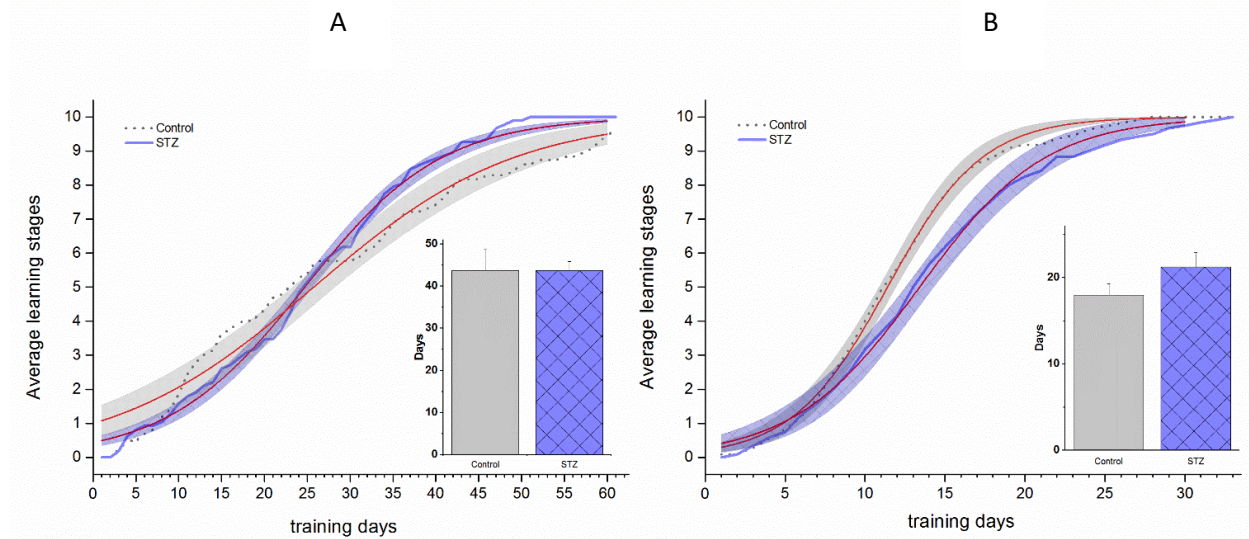 A
B
10
9
8
7
6
5
4
3
2
1
0
Average learning stages
Control
STZ
0 5 10 15 20 25 30 35 40 45 50 55 60
training days
50
40
30
20
10
0
Days
Control STZ
10
9
8
7
6
5
4
3
2
1
0
Average learning stages
Control
STZ
0 5 10 15 20 25 30
training days
20
10
0
Days
Control STZ